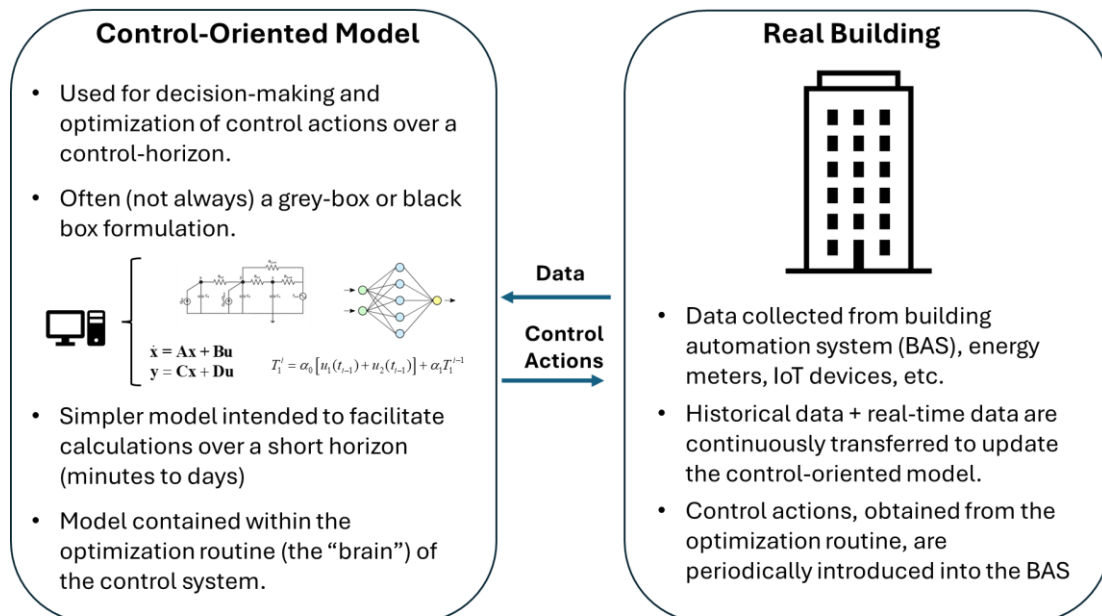 Control-Oriented Model
• Used for decision-making and
optimization of control actions over a
control-horizon.
• Often (not always) a grey-box or black
box formulation.
ẋ = Ax + Bu
y = Cx + Du
T₁ⁱ = α₀[u₁(tᵢ₋₁) + u₂(tᵢ₋₁)] + α₁T₁ⁱ⁻¹
• Simpler model intended to facilitate
calculations over a short horizon
(minutes to days)
• Model contained within the
optimization routine (the “brain”) of
the control system.
Data
Control
Actions
Real Building
• Data collected from building
automation system (BAS), energy
meters, IoT devices, etc.
• Historical data + real-time data are
continuously transferred to update
the control-oriented model.
• Control actions, obtained from the
optimization routine, are
periodically introduced into the BAS